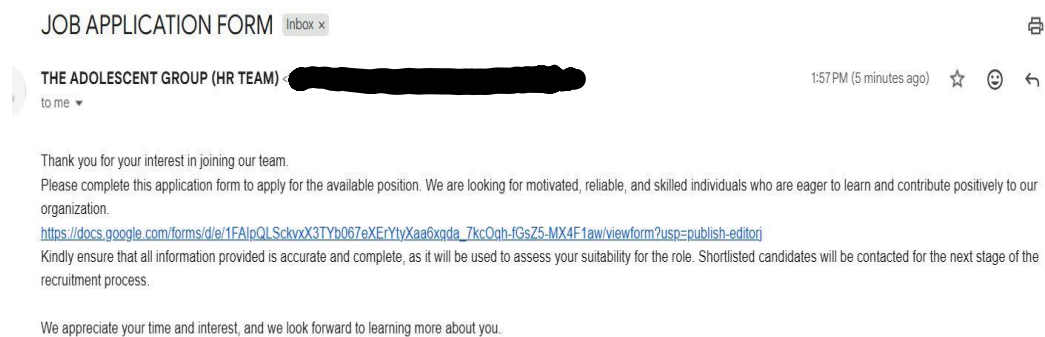 JOB APPLICATION FORM Inbox x
THE ADOLESCENT GROUP (HR TEAM) <
1:57 PM (5 minutes ago)
to me
Thank you for your interest in joining our team.
Please complete this application form to apply for the available position. We are looking for motivated, reliable, and skilled individuals who are eager to learn and contribute positively to our
organization.
https://docs.google.com/forms/d/e/1FAIpQLSckvxX3TYb067eXErYtyXaa6xqda_7kcOqh-fGsZ5-MX4F1aw/viewform?usp=publish-editorj
Kindly ensure that all information provided is accurate and complete, as it will be used to assess your suitability for the role. Shortlisted candidates will be contacted for the next stage of the
recruitment process.
We appreciate your time and interest, and we look forward to learning more about you.